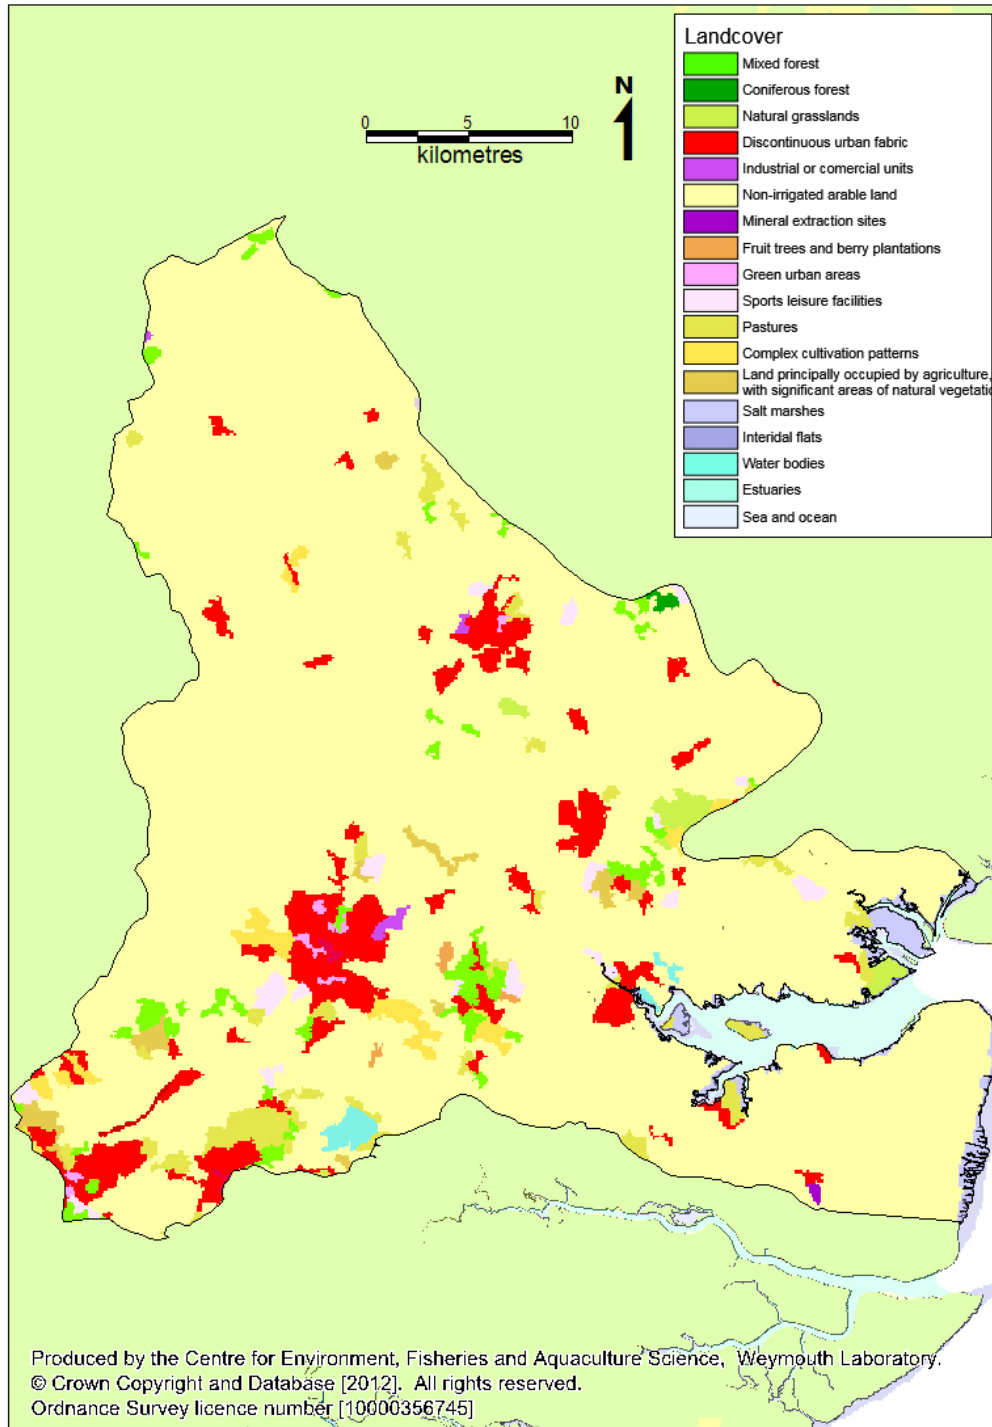 Landcover
Mixed forest
Coniferous forest
Natural grasslands
Discontinuous urban fabric
Industrial or comercial units
Non-irrigated arable land
Mineral extraction sites
Fruit trees and berry plantations
Green urban areas
Sports leisure facilities
Pastures
Complex cultivation patterns
Land principally occupied by agriculture,
with significant areas of natural vegetatic
Salt marshes
Interidal flats
Water bodies
Estuaries
Sea and ocean
N
0 5 10
kilometres
Produced by the Centre for Environment, Fisheries and Aquaculture Science, Weymouth Laboratory.
© Crown Copyright and Database [2012]. All rights reserved.
Ordnance Survey licence number [10000356745]